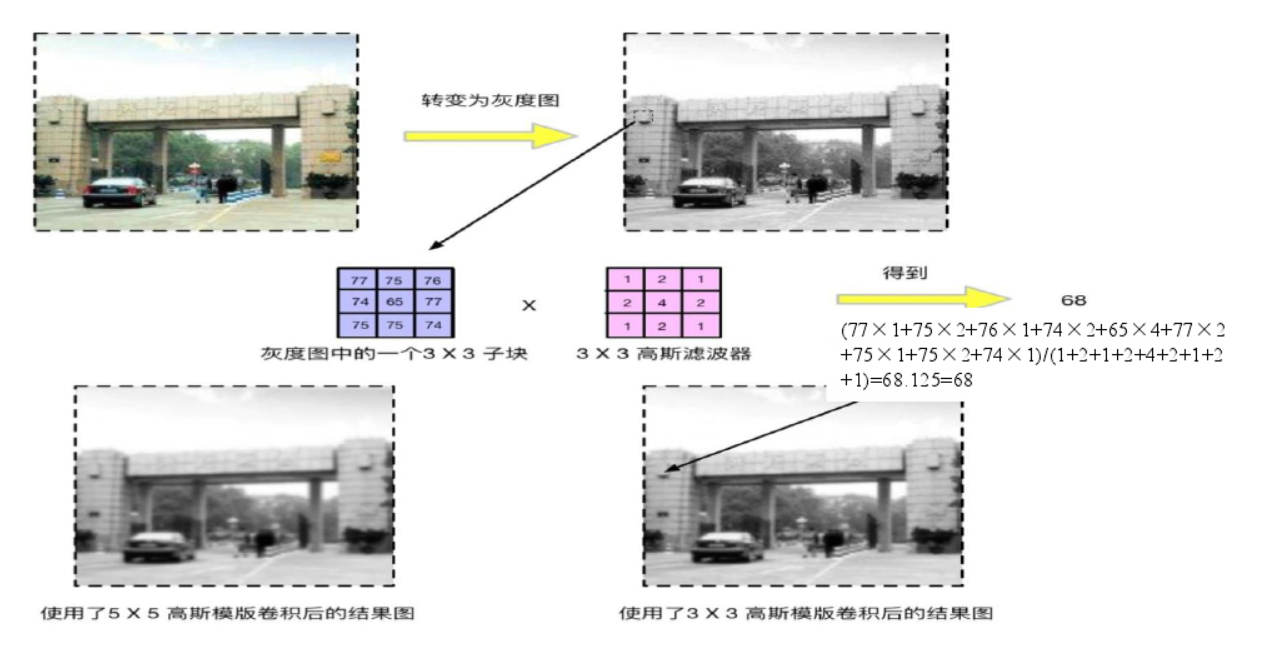 转变为灰度图
77 75 76
74 65 77
75 75 74
X
1 2 1
2 4 2
1 2 1
得到
68
灰度图中的一个3 X 3 子块
3 X 3 高斯滤波器
(77×1+75×2+76×1+74×2+65×4+77×2
+75×1+75×2+74×1)/(1+2+1+2+4+2+1+2
+1)=68.125=68
使用了5 X 5 高斯模版卷积后的结果图
使用了3 X 3 高斯模版卷积后的结果图